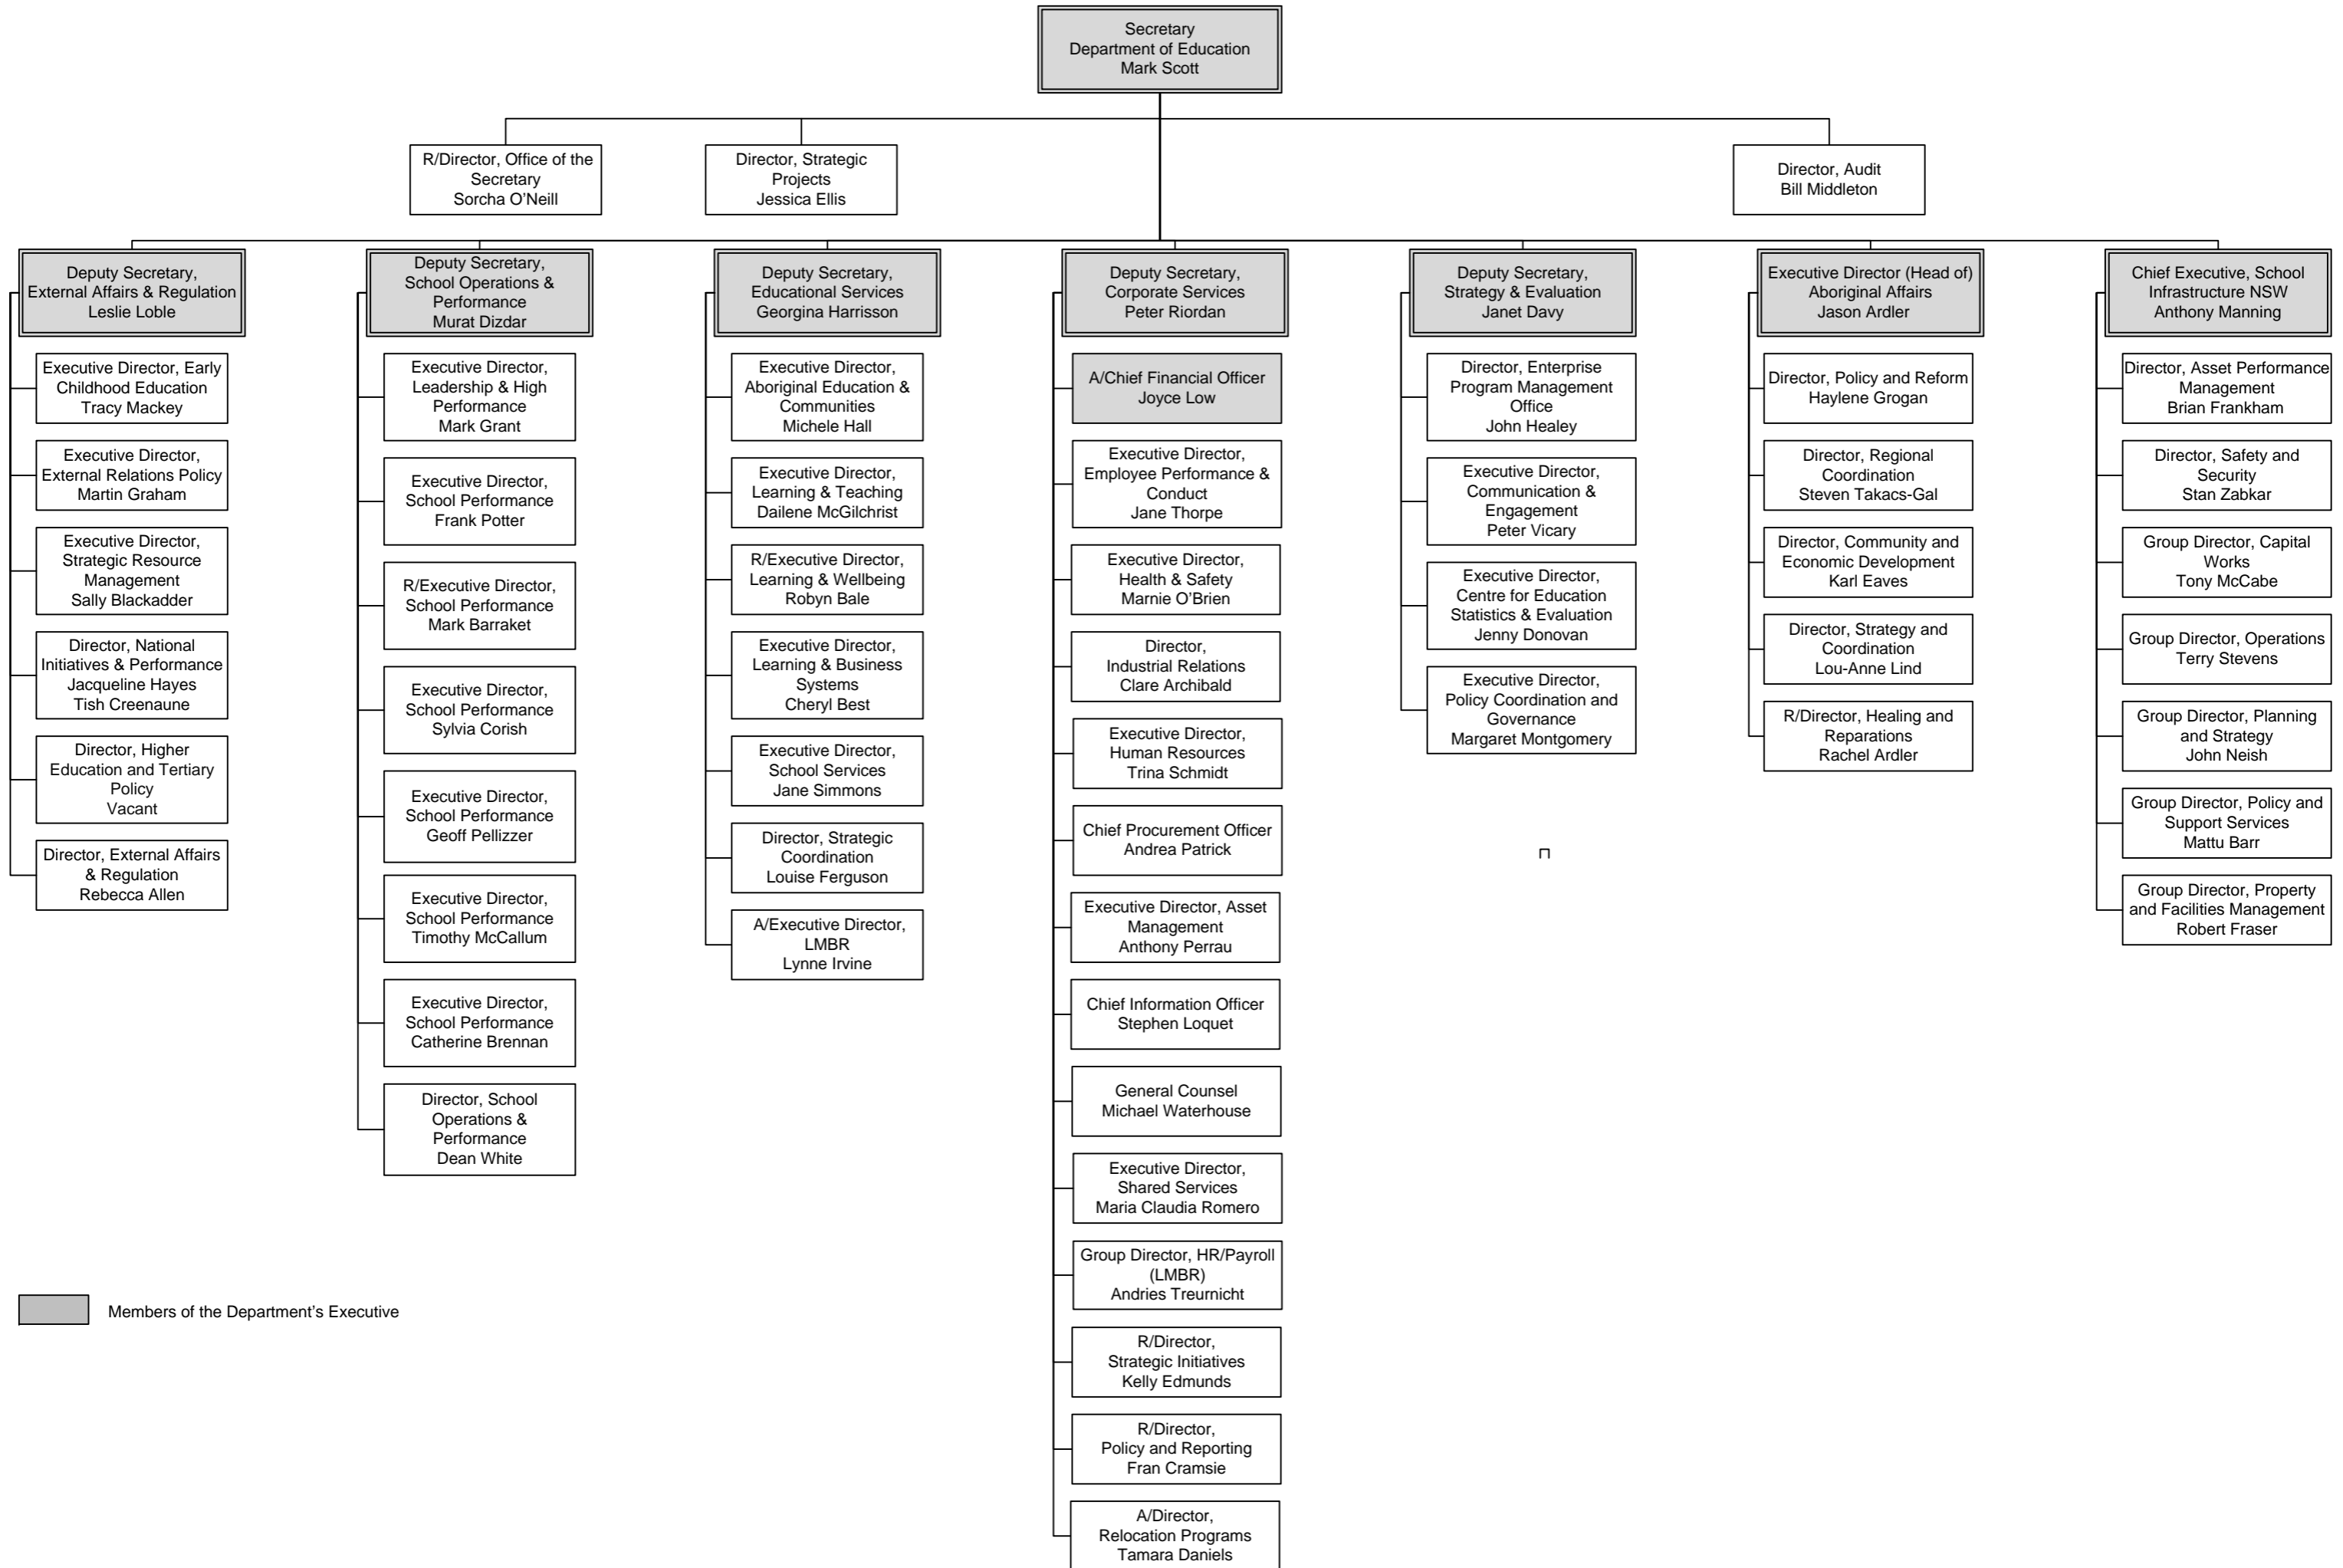 Secretary
Department of Education
Mark Scott
R/Director, Office of the
Secretary
Sorcha O’Neill
Director, Strategic
Projects
Jessica Ellis
Director, Audit
Bill Middleton
Deputy Secretary,
External Affairs & Regulation
Leslie Loble
Executive Director, Early
Childhood Education
Tracy Mackey
Executive Director,
External Relations Policy
Martin Graham
Executive Director,
Strategic Resource
Management
Sally Blackadder
Director, National
Initiatives & Performance
Jacqueline Hayes
Tish Creenaune
Director, Higher
Education and Tertiary
Policy
Vacant
Director, External Affairs
& Regulation
Rebecca Allen
Deputy Secretary,
School Operations &
Performance
Murat Dizdar
Executive Director,
Leadership & High
Performance
Mark Grant
Executive Director,
School Performance
Frank Potter
R/Executive Director,
School Performance
Mark Barraket
Executive Director,
School Performance
Sylvia Corish
Executive Director,
School Performance
Geoff Pellizzer
Executive Director,
School Performance
Timothy McCallum
Executive Director,
School Performance
Catherine Brennan
Director, School
Operations &
Performance
Dean White
Deputy Secretary,
Educational Services
Georgina Harrisson
Executive Director,
Aboriginal Education &
Communities
Michele Hall
Executive Director,
Learning & Teaching
Dailene McGilchrist
R/Executive Director,
Learning & Wellbeing
Robyn Bale
Executive Director,
Learning & Business
Systems
Cheryl Best
Executive Director,
School Services
Jane Simmons
Director, Strategic
Coordination
Louise Ferguson
A/Executive Director,
LMBR
Lynne Irvine
Deputy Secretary,
Corporate Services
Peter Riordan
A/Chief Financial Officer
Joyce Low
Executive Director,
Employee Performance &
Conduct
Jane Thorpe
Executive Director,
Health & Safety
Marnie O’Brien
Director,
Industrial Relations
Clare Archibald
Executive Director,
Human Resources
Trina Schmidt
Chief Procurement Officer
Andrea Patrick
Executive Director, Asset
Management
Anthony Perrau
Chief Information Officer
Stephen Loquet
General Counsel
Michael Waterhouse
Executive Director,
Shared Services
Maria Claudia Romero
Group Director, HR/Payroll
(LMBR)
Andries Treurnicht
R/Director,
Strategic Initiatives
Kelly Edmunds
R/Director,
Policy and Reporting
Fran Cramsie
A/Director,
Relocation Programs
Tamara Daniels
Deputy Secretary,
Strategy & Evaluation
Janet Davy
Director, Enterprise
Program Management
Office
John Healey
Executive Director,
Communication &
Engagement
Peter Vicary
Executive Director,
Centre for Education
Statistics & Evaluation
Jenny Donovan
Executive Director,
Policy Coordination and
Governance
Margaret Montgomery
Executive Director (Head of)
Aboriginal Affairs
Jason Ardler
Director, Policy and Reform
Haylene Grogan
Director, Regional
Coordination
Steven Takacs-Gal
Director, Community and
Economic Development
Karl Eaves
Director, Strategy and
Coordination
Lou-Anne Lind
R/Director, Healing and
Reparations
Rachel Ardler
Chief Executive, School
Infrastructure NSW
Anthony Manning
Director, Asset Performance
Management
Brian Frankham
Director, Safety and
Security
Stan Zabkar
Group Director, Capital
Works
Tony McCabe
Group Director, Operations
Terry Stevens
Group Director, Planning
and Strategy
John Neish
Group Director, Policy and
Support Services
Mattu Barr
Group Director, Property
and Facilities Management
Robert Fraser
Members of the Department’s Executive